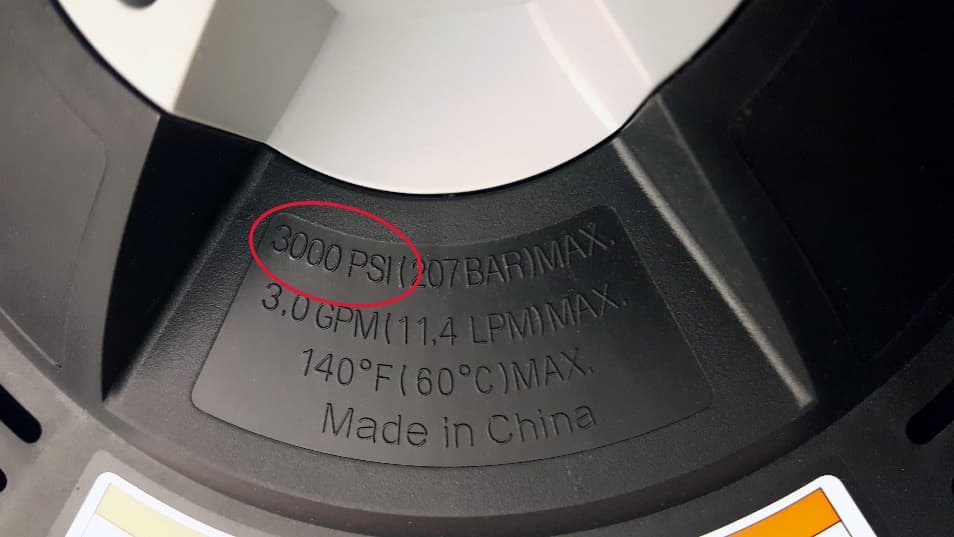 3000 PSI(207BAR)MAX.
3.0 GPM(11.4 LPM)MAX.
140°F(60°C)MAX.
Made in China